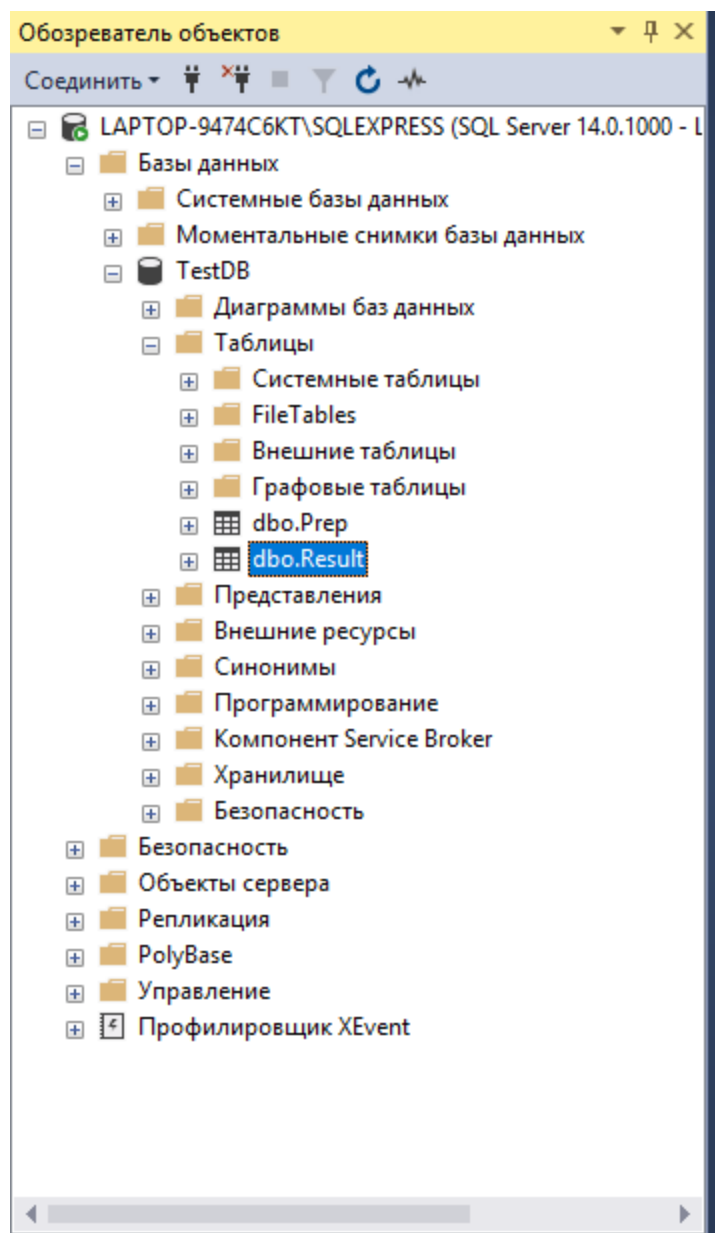 Обозреватель объектов
Соединить
LAPTOP-9474C6KT\SQLEXPRESS (SQL Server 14.0.1000 - L
Базы данных
Системные базы данных
Моментальные снимки базы данных
TestDB
Диаграммы баз данных
Таблицы
Системные таблицы
FileTables
Внешние таблицы
Графовые таблицы
dbo.Prep
dbo.Result
Представления
Внешние ресурсы
Синонимы
Программирование
Компонент Service Broker
Хранилище
Безопасность
Безопасность
Объекты сервера
Репликация
PolyBase
Управление
Профилировщик XEvent